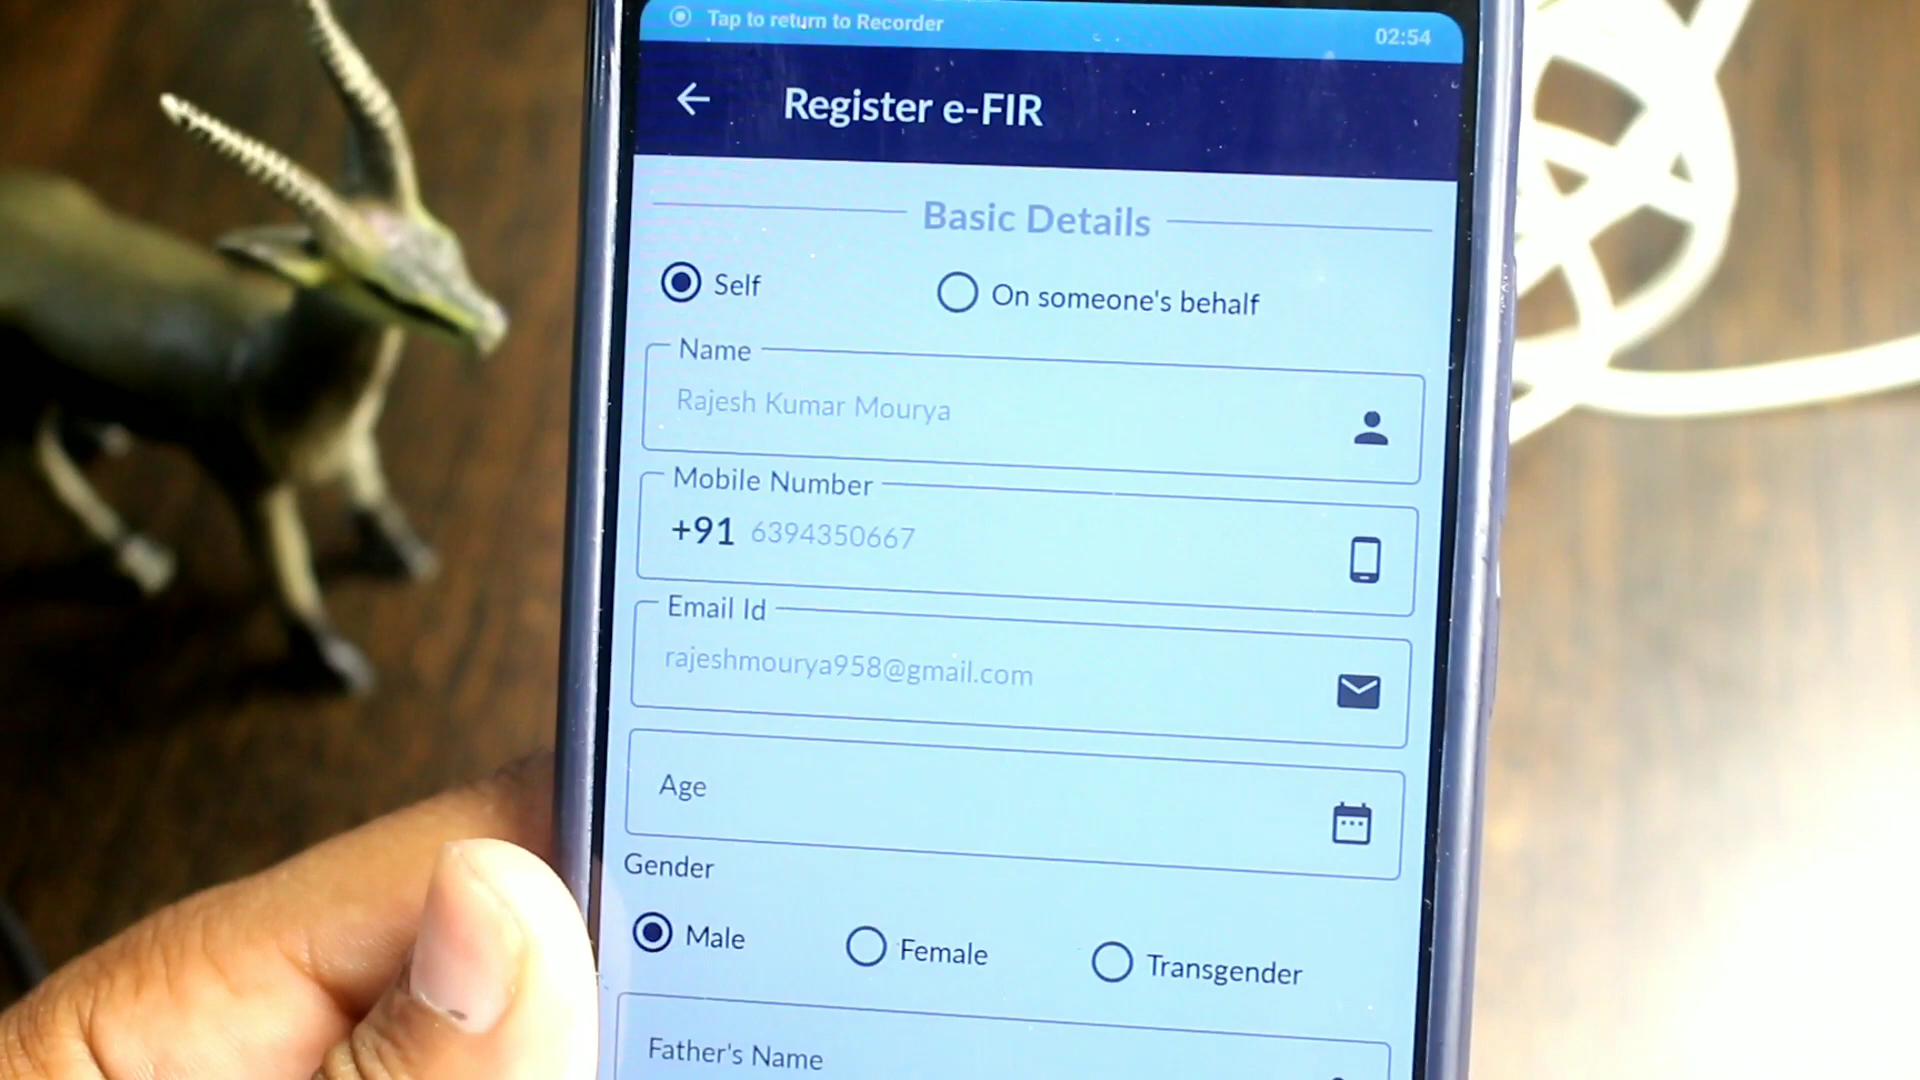 Tap to return to Recorder 02:54
Register e-FIR
Basic Details
Self On someone's behalf
Name
Rajesh Kumar Mourya
Mobile Number
+91 6394350667
Email Id
rajeshmourya958@gmail.com
Age
Gender
Male Female Transgender
Father's Name